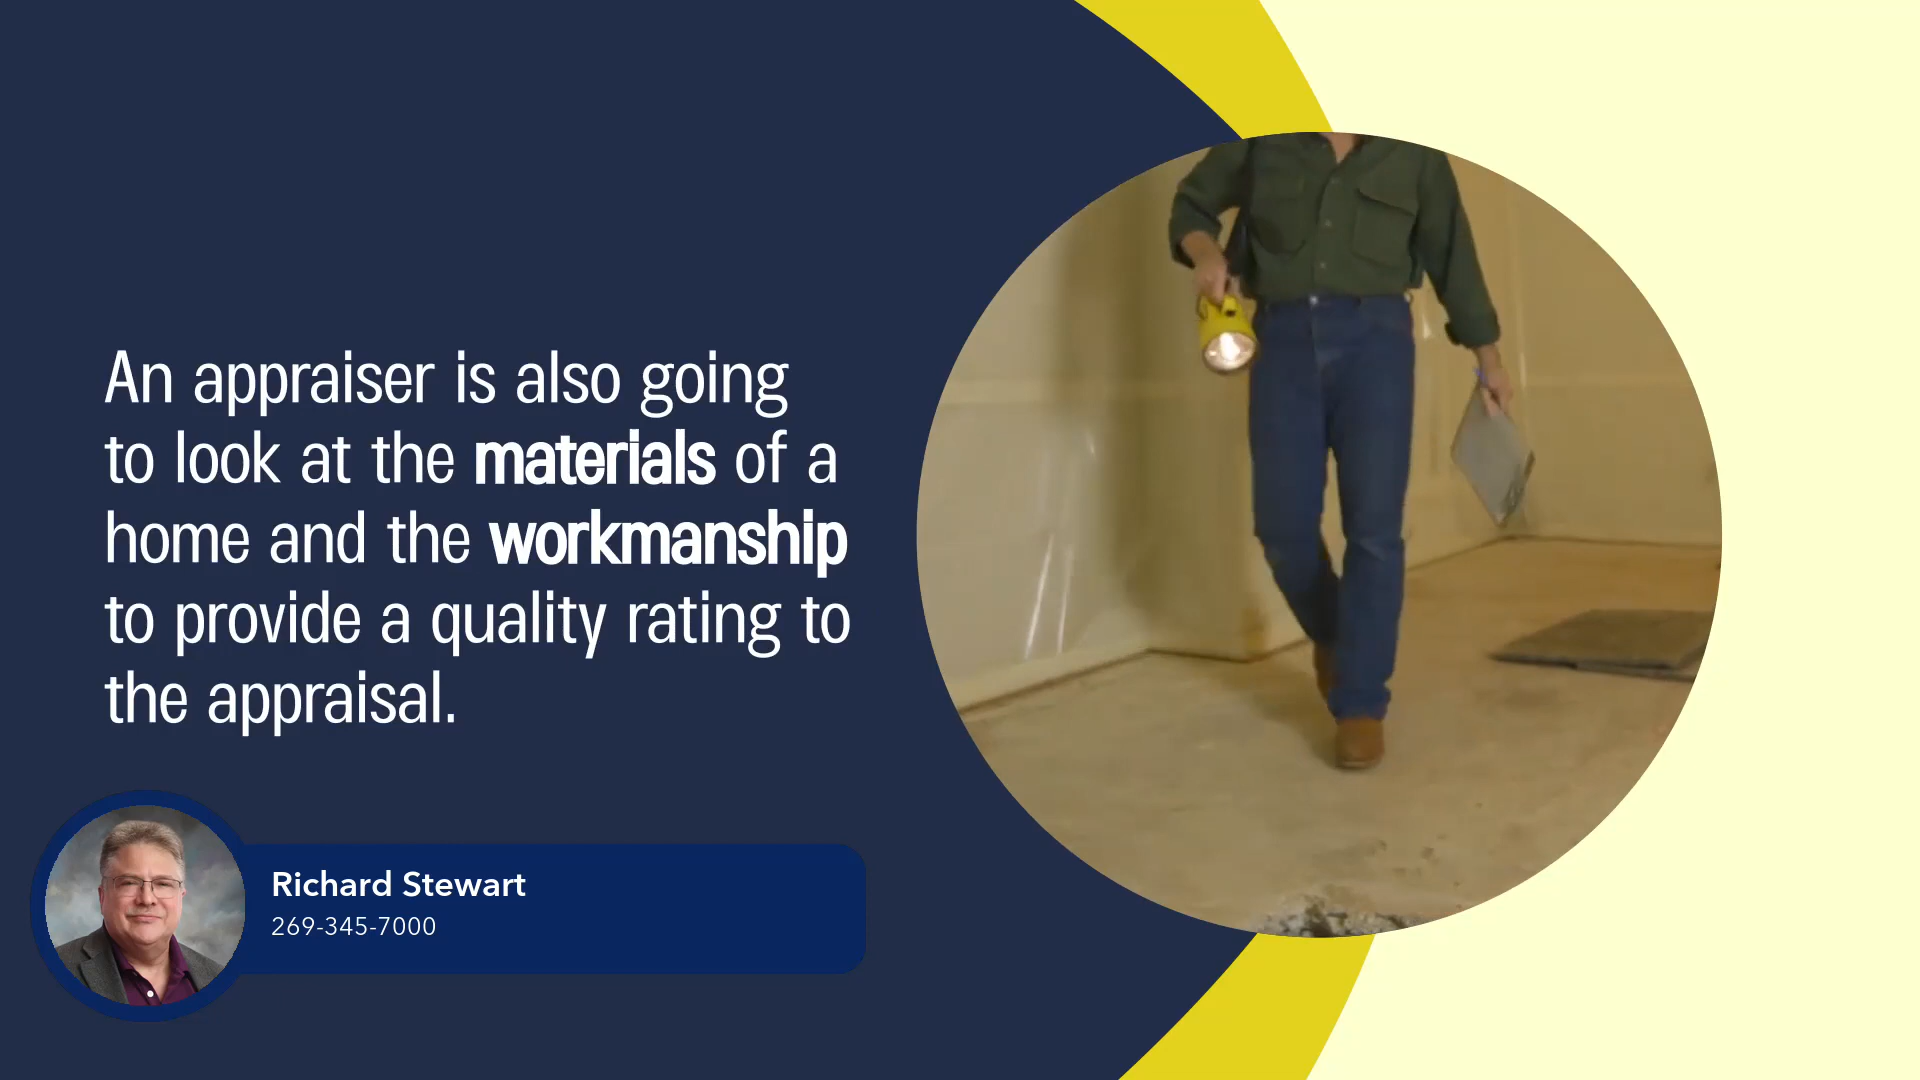 An appraiser is also going
to look at the materials of a
home and the workmanship
to provide a quality rating to
the appraisal.
Richard Stewart
269-345-7000